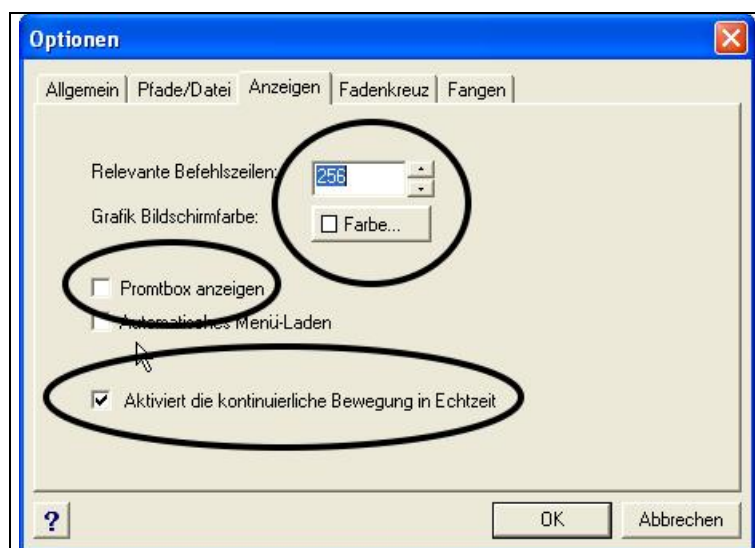 Optionen
Allgemein Pfade/Datei Anzeigen Fadenkreuz Fangen
Relevante Befehlszeilen: 256
Grafik Bildschirmfarbe: Farbe...
Promtbox anzeigen
Automatisches Menü-Laden
Aktiviert die kontinuierliche Bewegung in Echtzeit
? OK Abbrechen